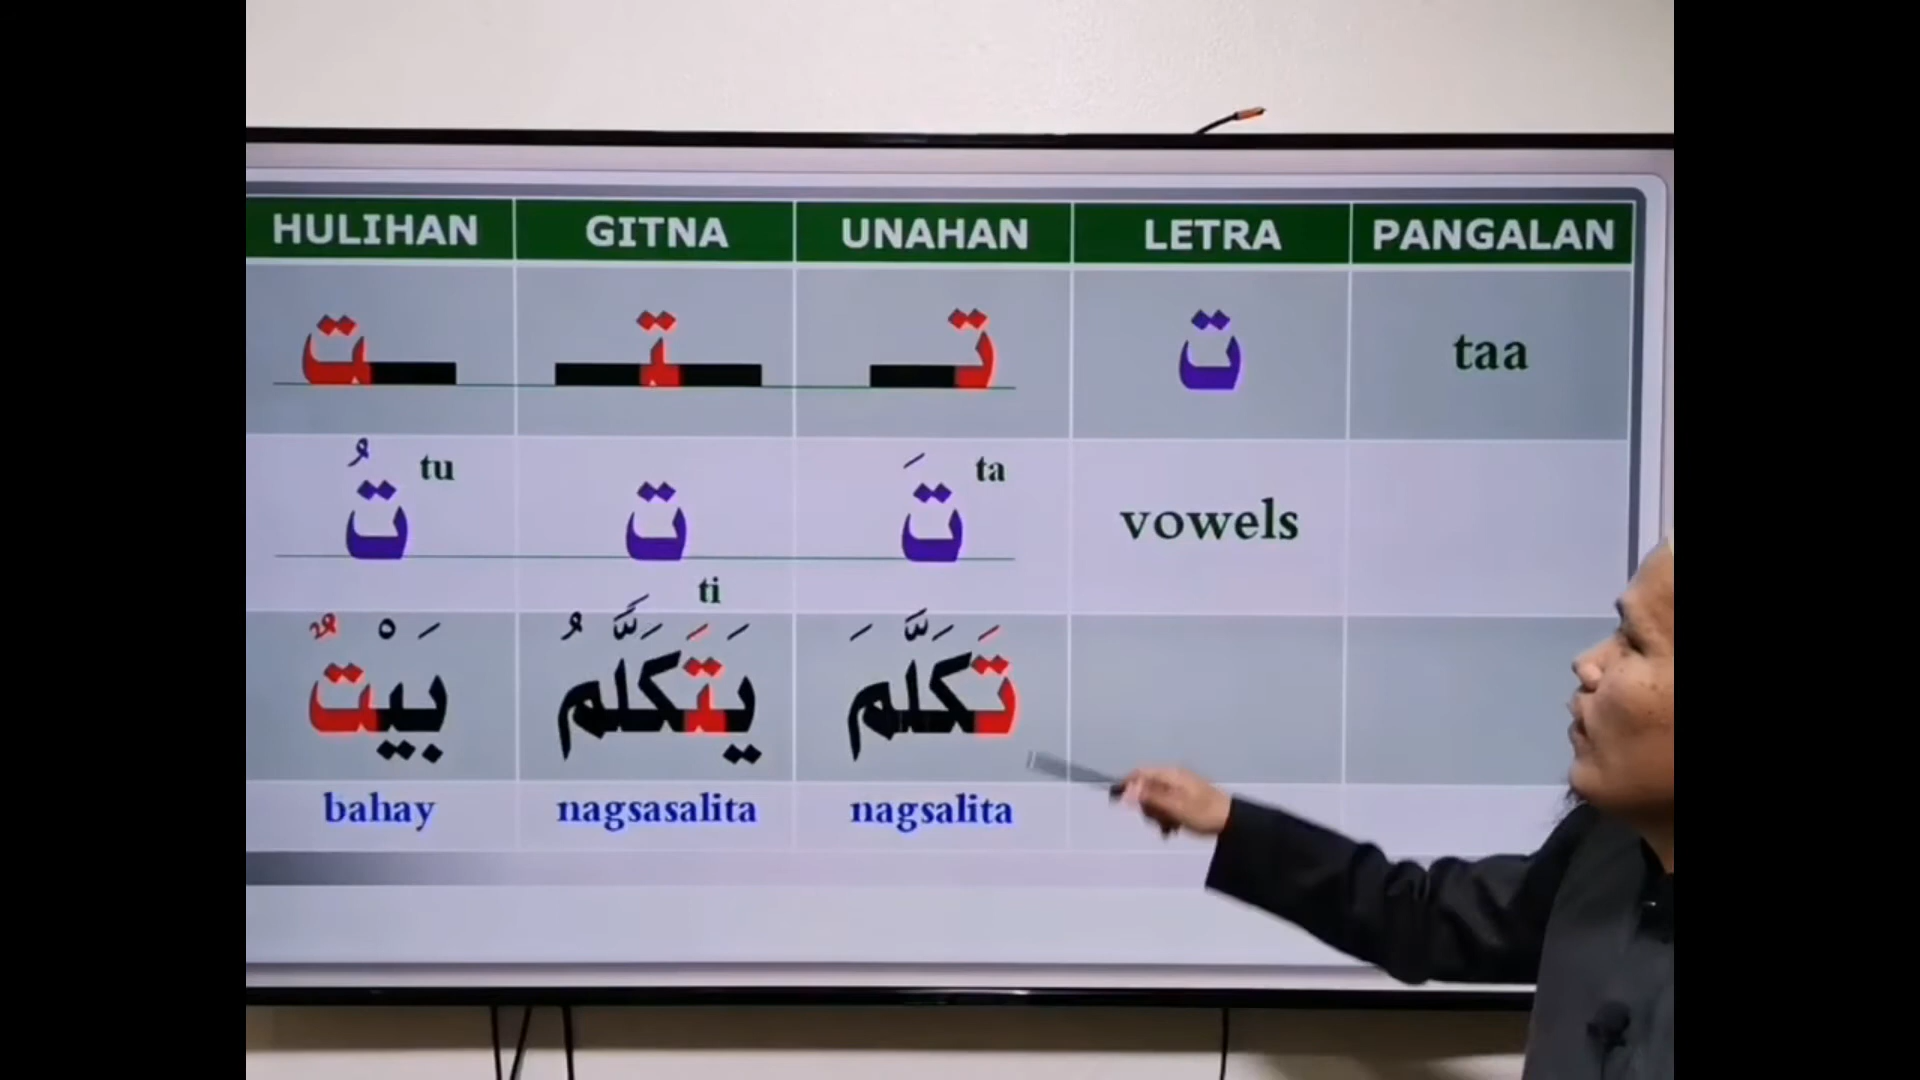 HULIHAN GITNA UNAHAN LETRA PANGALAN
ـت ـتـ تـ ت taa
تُ tu ت ti تَ ta vowels
بَيْتٌ يَتَكَلَّمُ تَكَلَّمَ
bahay nagsasalita nagsalita